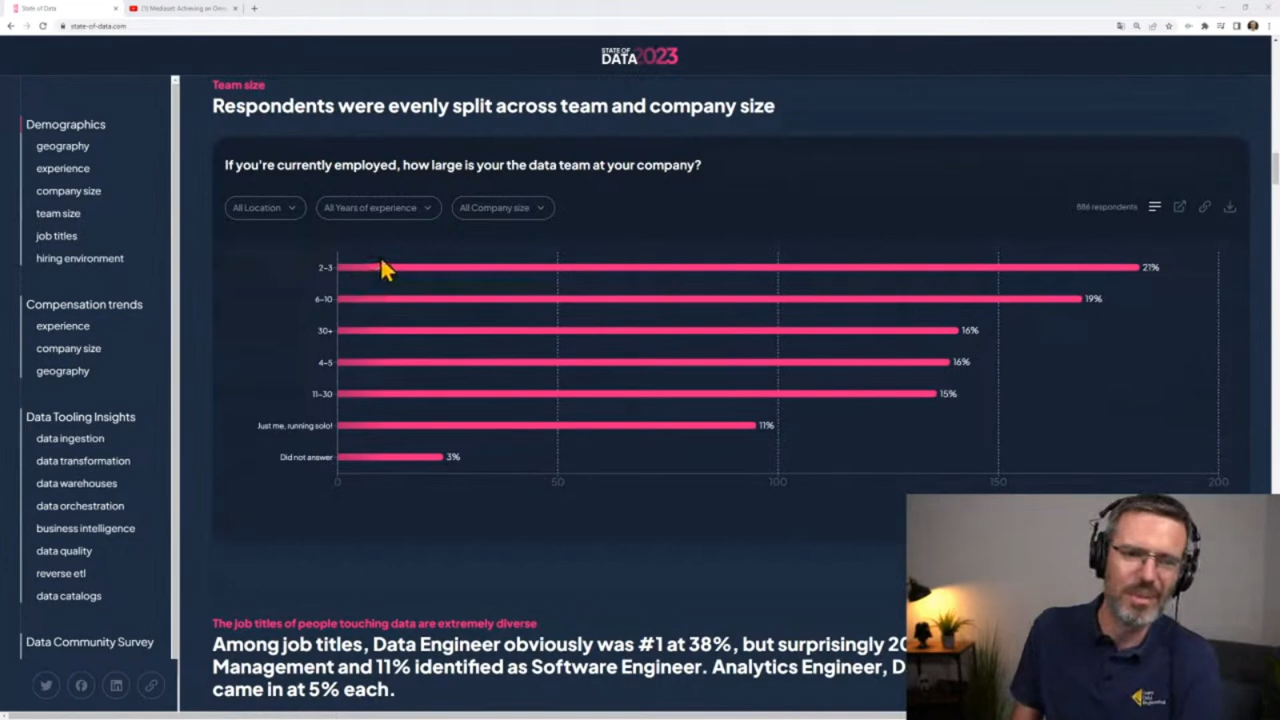 State of Data
(1) Mediaset: Achieving an Omni
state-of-data.com
STATE OF
DATA 2023
Demographics
geography
experience
company size
team size
job titles
hiring environment
Compensation trends
experience
company size
geography
Data Tooling Insights
data ingestion
data transformation
data warehouses
data orchestration
business intelligence
data quality
reverse etl
data catalogs
Data Community Survey
Team size
Respondents were evenly split across team and company size
If you're currently employed, how large is your the data team at your company?
All Location
All Years of experience
All Company size
886 respondents
2–3
21%
6–10
19%
30+
16%
4–5
16%
11–30
15%
Just me, running solo!
11%
Did not answer
3%
0
50
100
150
200
The job titles of people touching data are extremely diverse
Among job titles, Data Engineer obviously was #1 at 38%, but surprisingly 20
Management and 11% identified as Software Engineer. Analytics Engineer, D
came in at 5% each.